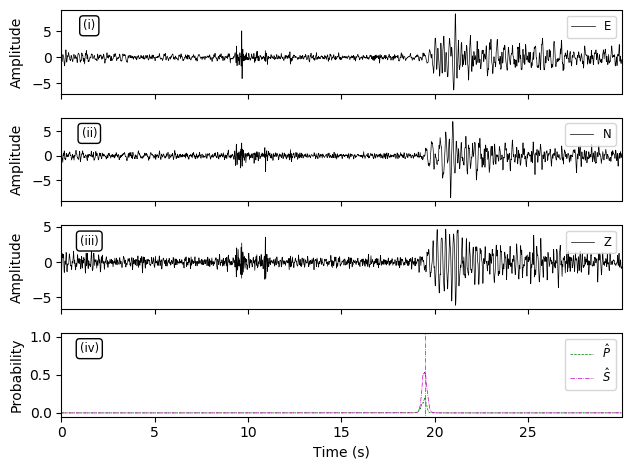 (i)
E
Amplitude
5
0
−5
(ii)
N
Amplitude
5
0
−5
(iii)
Z
Amplitude
5
0
−5
(iv)
P̂
Ŝ
Probability
1.0
0.5
0.0
0 5 10 15 20 25
Time (s)